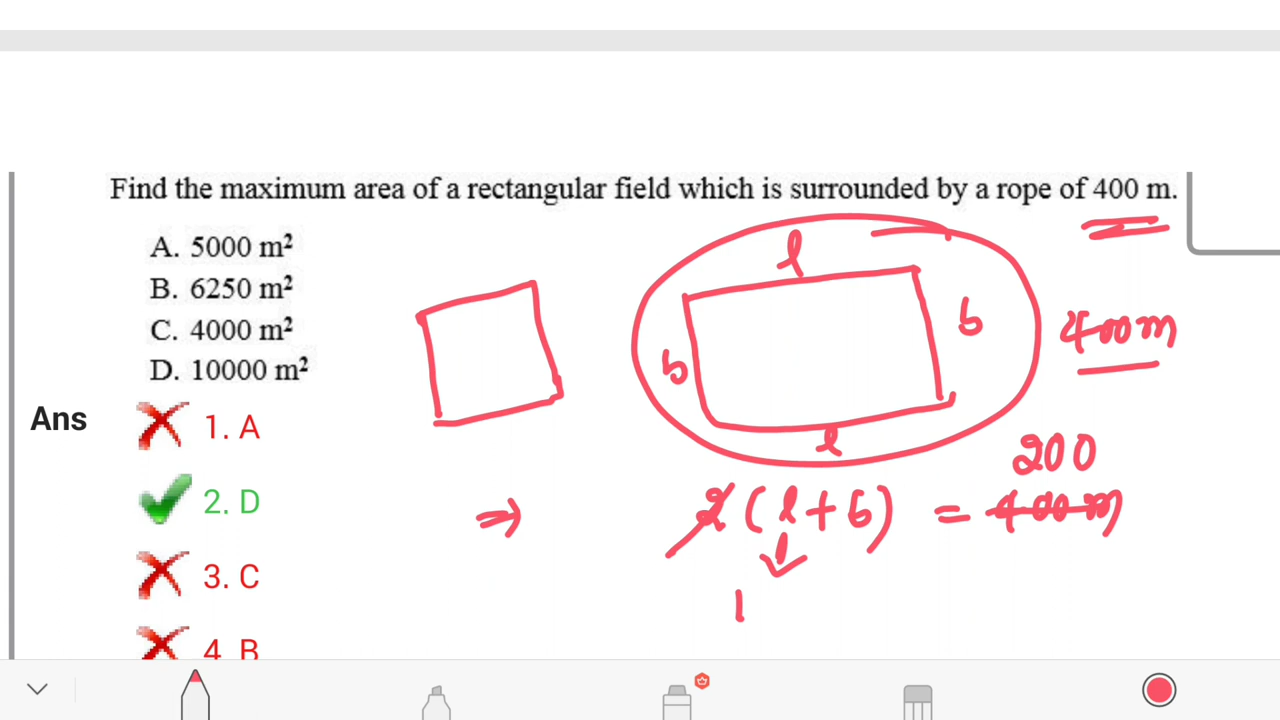 Find the maximum area of a rectangular field which is surrounded by a rope of 400 m.
A. 5000 m²
B. 6250 m²
C. 4000 m²
D. 10000 m²
Ans
1. A
2. D
3. C
4. B
l
b
b
l
400m
200
⇒ 2(l+b) = 400m
1